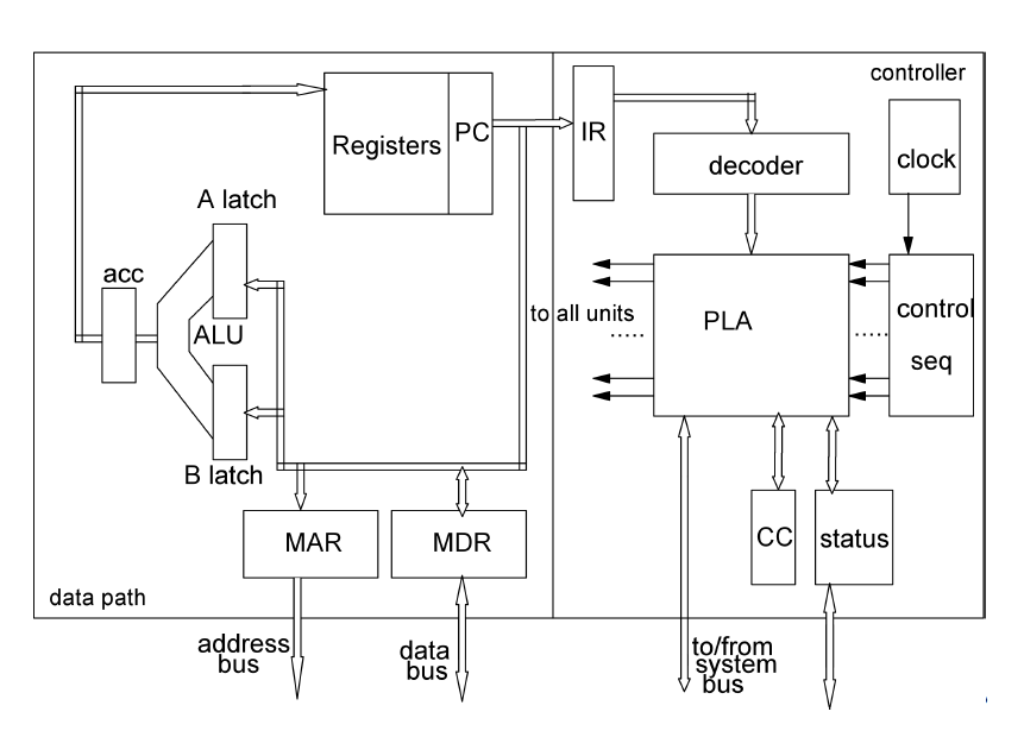 controller
Registers
PC
IR
decoder
clock
A latch
acc
ALU
B latch
to all units
.....
PLA
.....
control
seq
MAR
MDR
CC
status
data path
address
bus
data
bus
to/from
system
bus